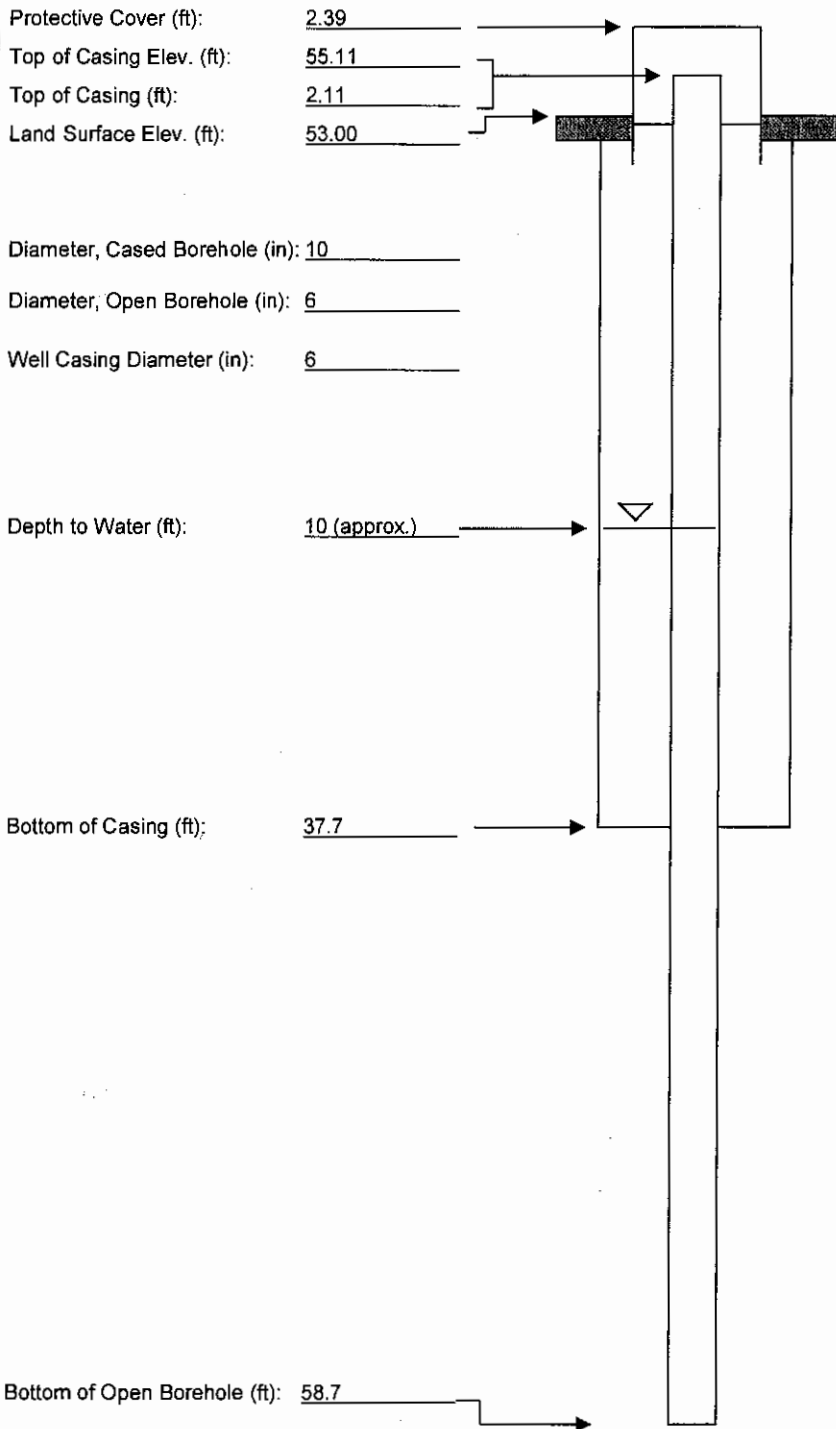 Protective Cover (ft): 2.39
Top of Casing Elev. (ft): 55.11
Top of Casing (ft): 2.11
Land Surface Elev. (ft): 53.00
Diameter, Cased Borehole (in): 10
Diameter, Open Borehole (in): 6
Well Casing Diameter (in): 6
Depth to Water (ft): 10 (approx.)
Bottom of Casing (ft): 37.7
Bottom of Open Borehole (ft): 58.7